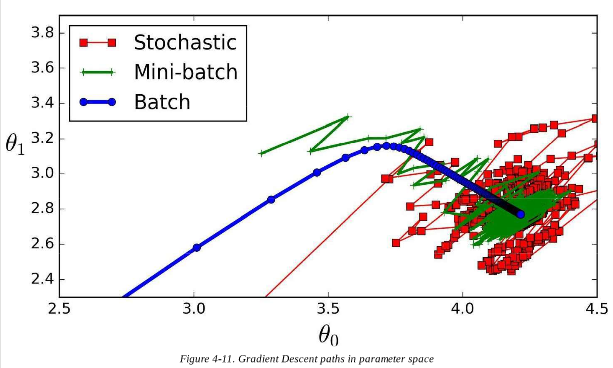 3.8
3.6
3.4
3.2
3.0
2.8
2.6
2.4
θ1
Stochastic
Mini-batch
Batch
2.5 3.0 3.5 4.0 4.5
θ0
Figure 4-11. Gradient Descent paths in parameter space